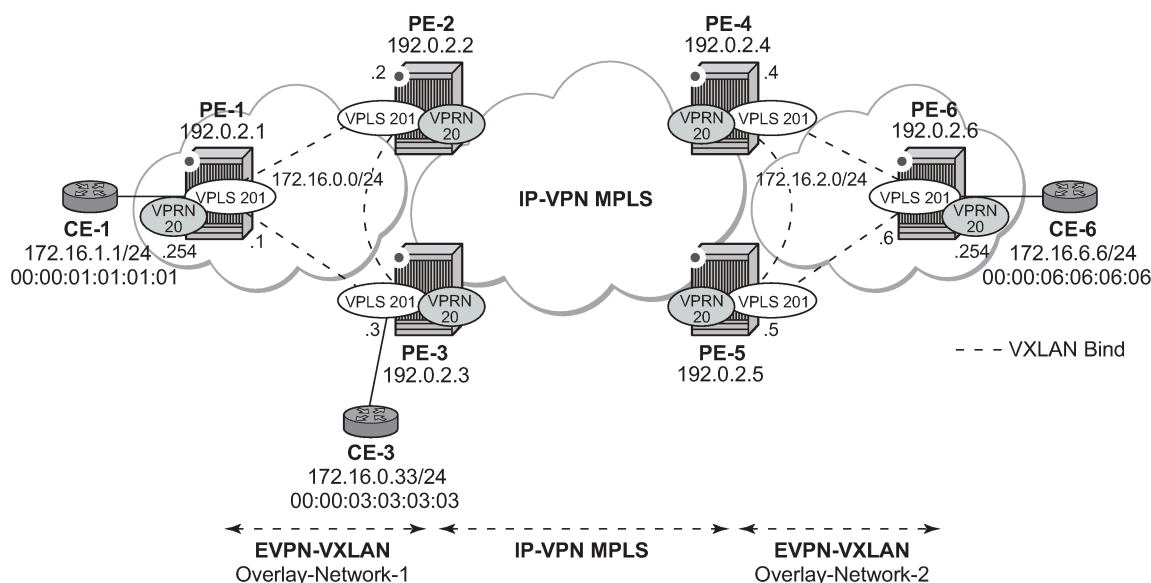 PE-2
192.0.2.2
.2
VPLS 201
VPRN
20
PE-4
192.0.2.4
.4
VPRN
20
VPLS 201
PE-1
192.0.2.1
VPLS 201
VPRN
20
.1
.254
CE-1
172.16.1.1/24
00:00:01:01:01:01
172.16.0.0/24
IP-VPN MPLS
172.16.2.0/24
PE-6
192.0.2.6
VPLS 201
VPRN
20
.6
.254
CE-6
172.16.6.6/24
00:00:06:06:06:06
VPLS 201
VPRN
20
.3
PE-3
192.0.2.3
VPRN
20
VPLS 201
.5
PE-5
192.0.2.5
VXLAN Bind
CE-3
172.16.0.33/24
00:00:03:03:03:03
EVPN-VXLAN
Overlay-Network-1
IP-VPN MPLS
EVPN-VXLAN
Overlay-Network-2